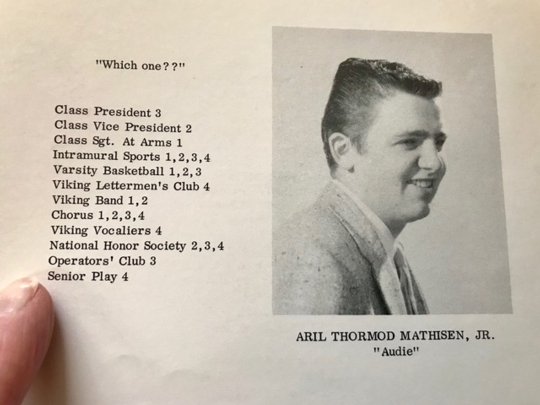 "Which one??"
Class President 3
Class Vice President 2
Class Sgt. At Arms 1
Intramural Sports 1,2,3,4
Varsity Basketball 1,2,3
Viking Lettermen's Club 4
Viking Band 1,2
Chorus 1,2,3,4
Viking Vocaliers 4
National Honor Society 2,3,4
Operators' Club 3
Senior Play 4
ARIL THORMOD MATHISEN, JR.
"Audie"